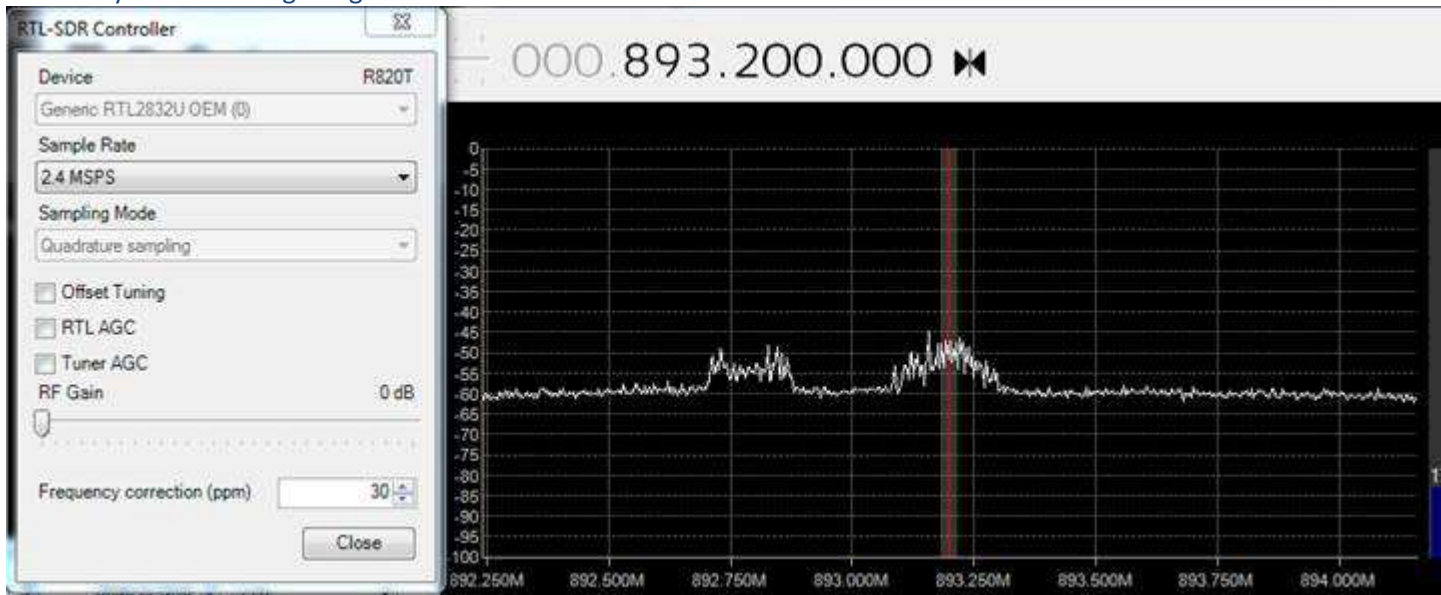 RTL-SDR Controller
000.893.200.000
Device R820T
Generic RTL2832U OEM (0)
Sample Rate
2.4 MSPS
Sampling Mode
Quadrature sampling
Offset Tuning
RTL AGC
Tuner AGC
RF Gain 0 dB
Frequency correction (ppm) 30
Close
0
-5
-10
-15
-20
-25
-30
-35
-40
-45
-50
-55
-60
-65
-70
-75
-80
-85
-90
-95
-100
892.250M 892.500M 892.750M 893.000M 893.250M 893.500M 893.750M 894.000M